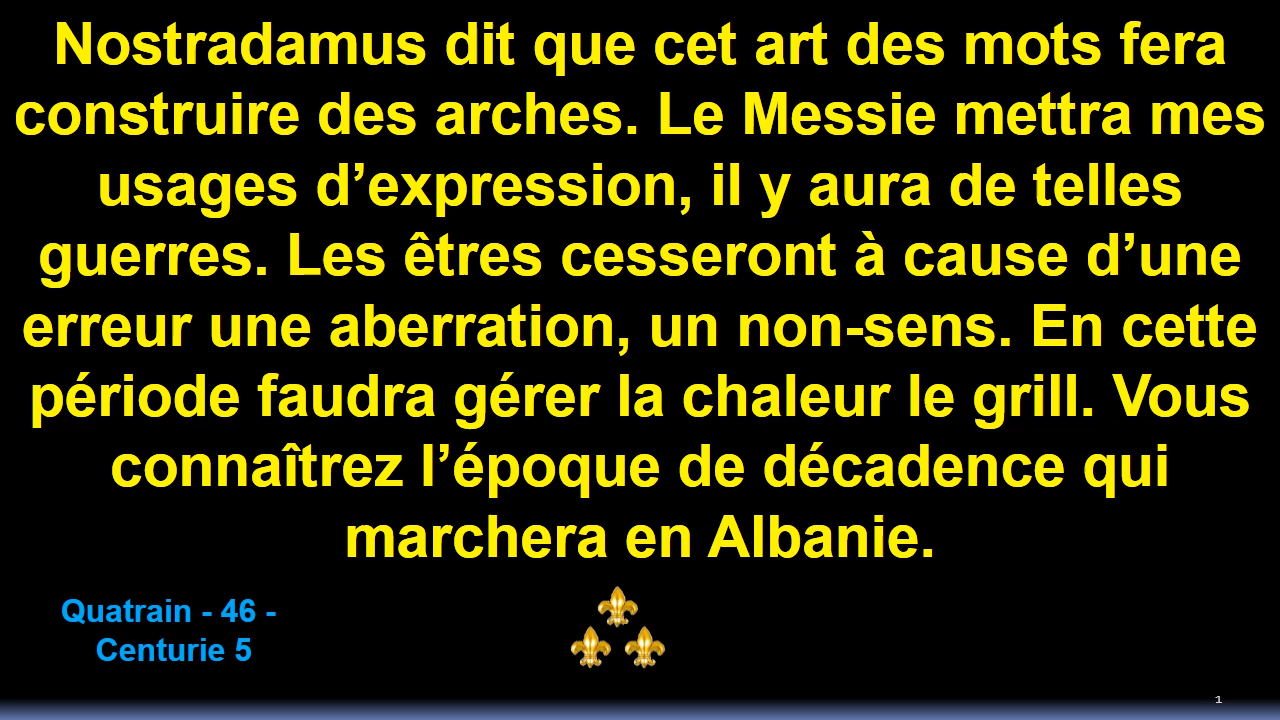 Nostradamus dit que cet art des mots fera
construire des arches. Le Messie mettra mes
usages d’expression, il y aura de telles
guerres. Les êtres cesseront à cause d’une
erreur une aberration, un non-sens. En cette
période faudra gérer la chaleur le grill. Vous
connaîtrez l’époque de décadence qui
marchera en Albanie.
Quatrain - 46 -
Centurie 5
1